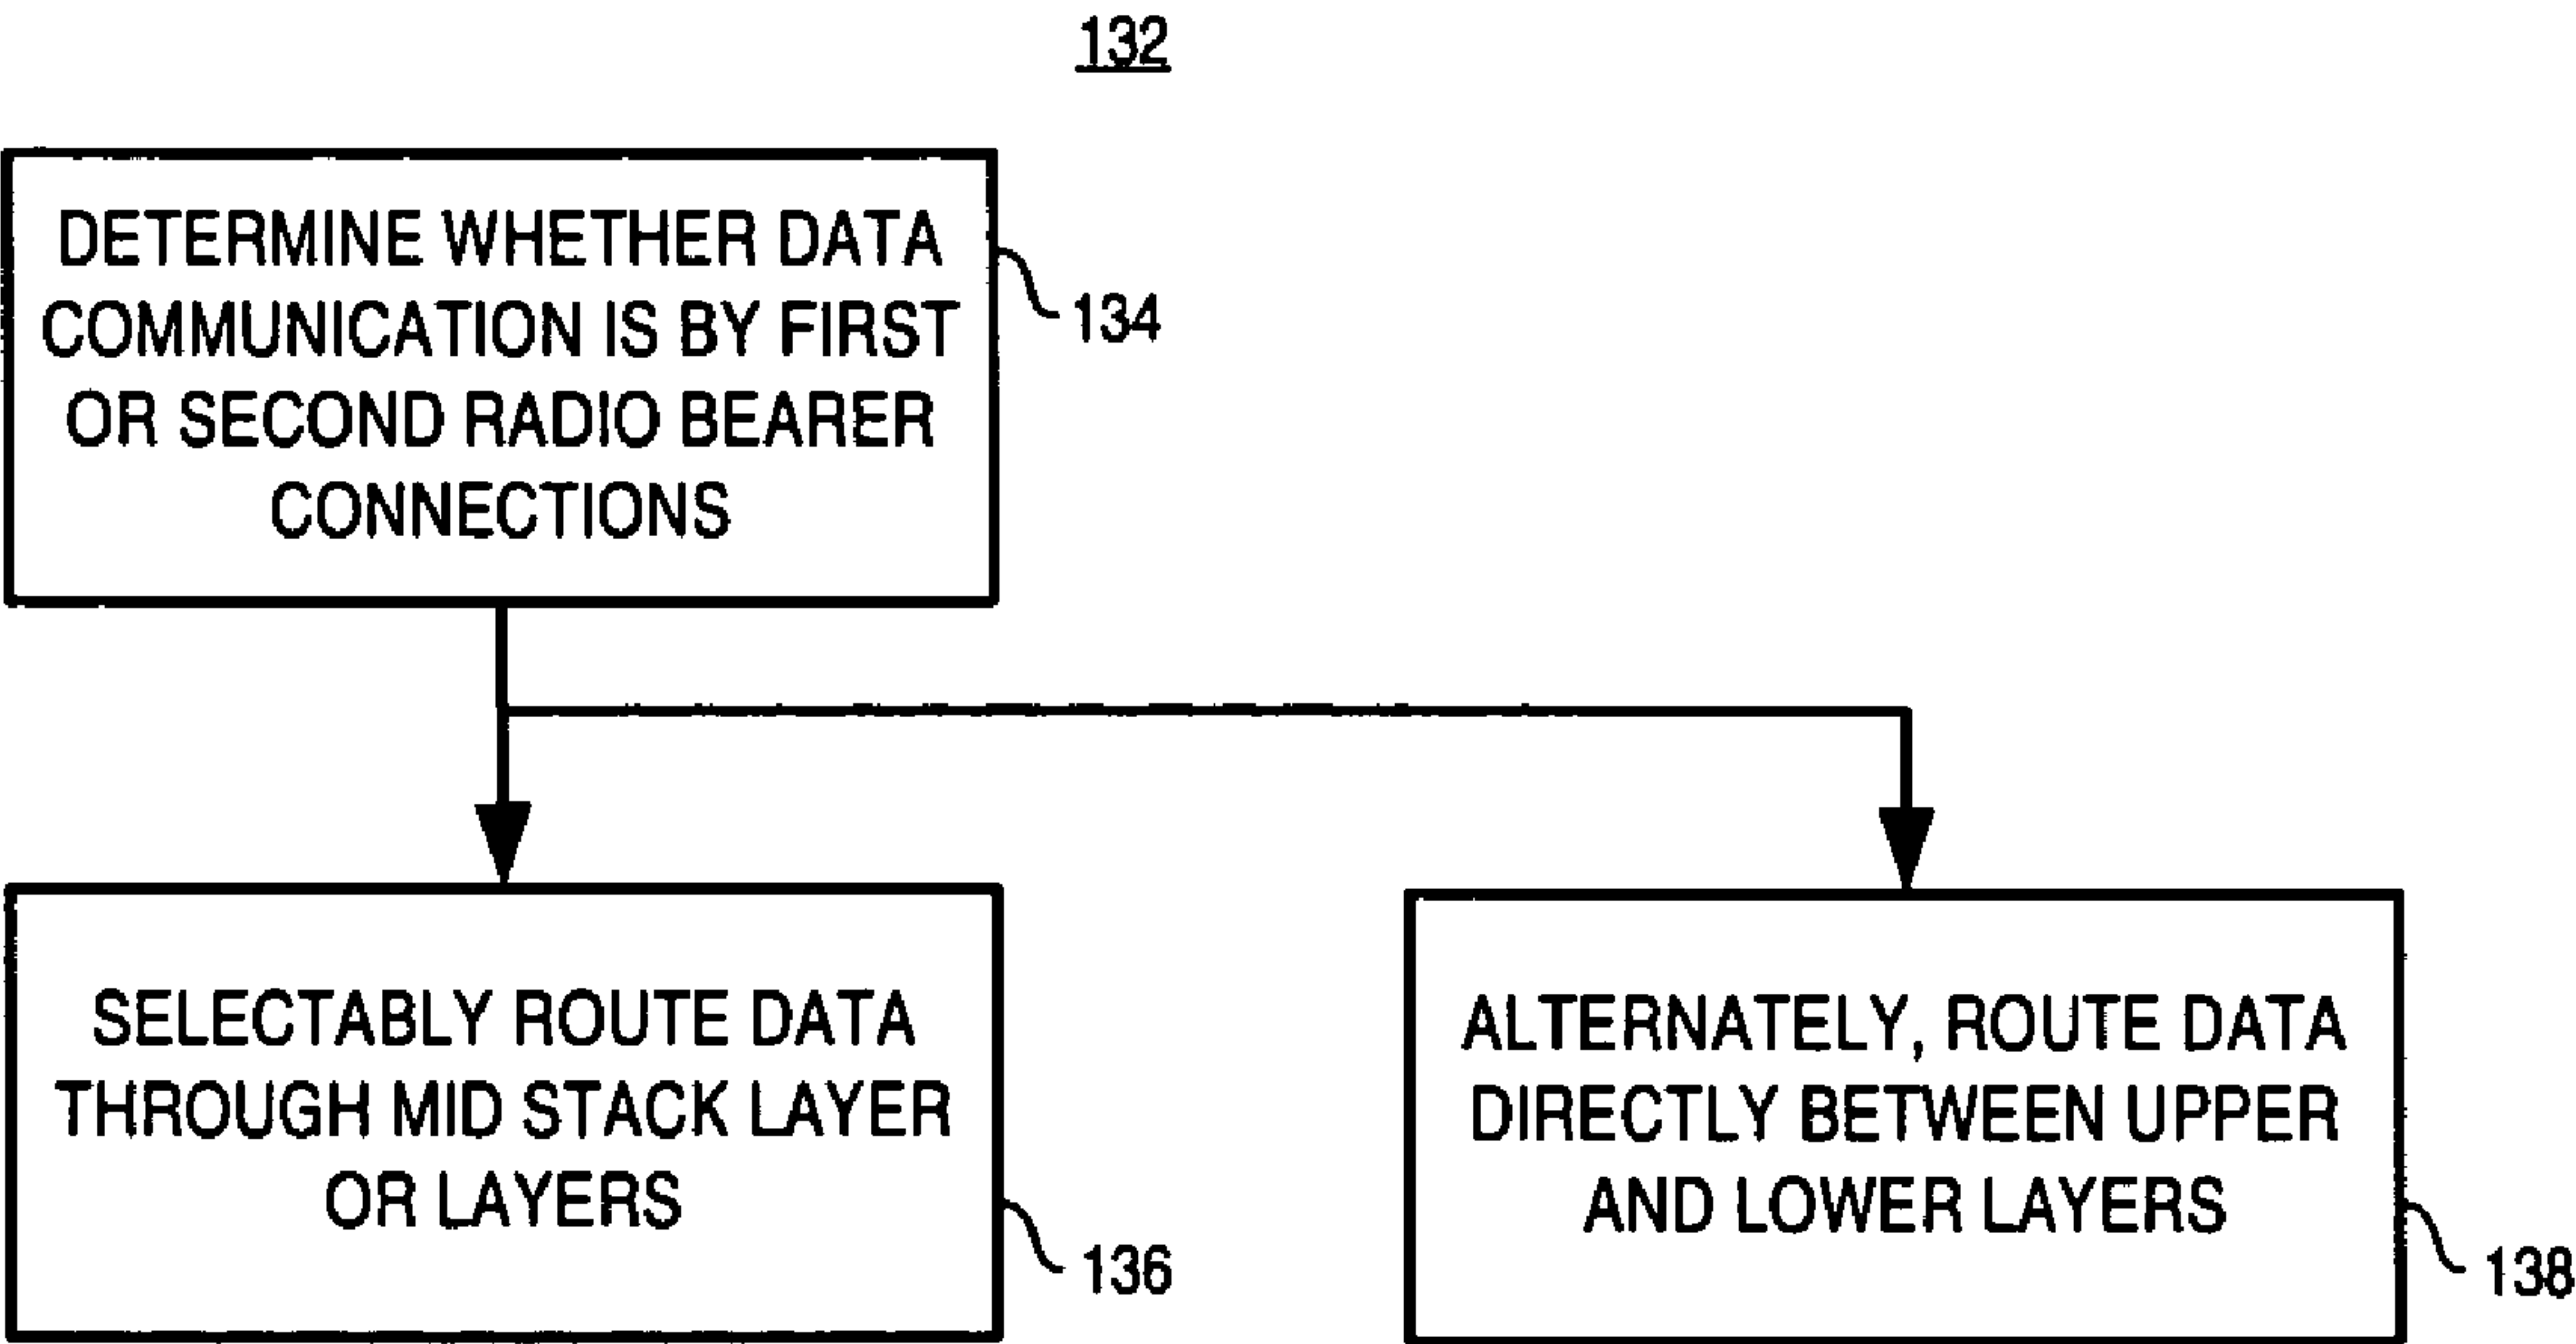 132
DETERMINE WHETHER DATA
COMMUNICATION IS BY FIRST
OR SECOND RADIO BEARER
CONNECTIONS
134
SELECTABLY ROUTE DATA
THROUGH MID STACK LAYER
OR LAYERS
136
ALTERNATELY, ROUTE DATA
DIRECTLY BETWEEN UPPER
AND LOWER LAYERS
138